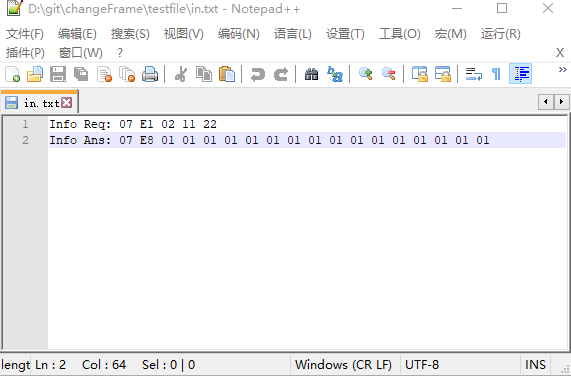 D:\git\changeFrame\testfile\in.txt - Notepad++
文件(F) 编辑(E) 搜索(S) 视图(V) 编码(N) 语言(L) 设置(T) 工具(O) 宏(M) 运行(R)
插件(P) 窗口(W) ? X
in.txt
1 Info Req: 07 E1 02 11 22
2 Info Ans: 07 E8 01 01 01 01 01 01 01 01 01 01 01 01 01 01 01 01
lengt Ln : 2 Col : 64 Sel : 0 | 0 Windows (CR LF) UTF-8 INS